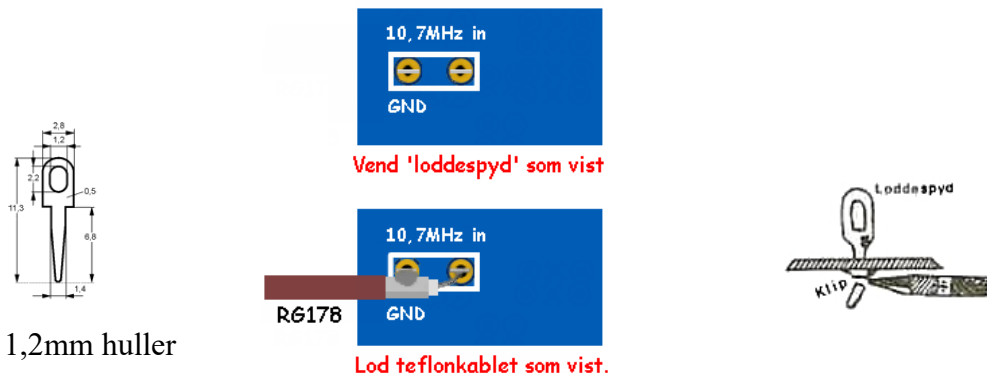 2,8
1,2
2,2
0,5
11,3
6,8
1,4
1,2mm huller
10,7MHz in
GND
Vend 'loddespyd' som vist
10,7MHz in
RG178
GND
Lod teflonkablet som vist.
Loddespyd
Klip